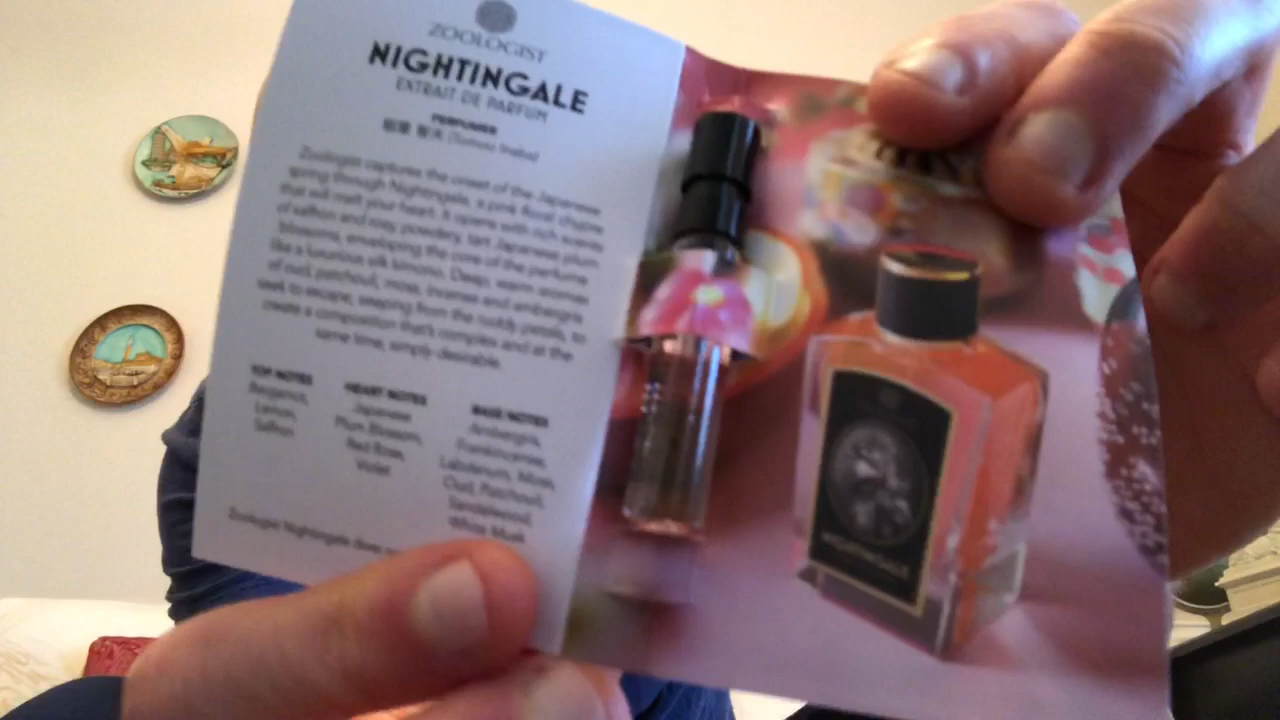 ZOOLOGIST
NIGHTINGALE
EXTRAIT DE PARFUM
PERFUMER
(Tomoo Inaba)
Zoologist captures the onset of the Japanese
spring through Nightingale, a pink floral chypre
that will melt your heart. It opens with rich scents
of saffron and rosy, powdery, tart Japanese plum
blossoms, enveloping the core of the perfume
like a luxurious silk kimono. Deep, warm aromas
of oud, patchouli, moss, incense and ambergris
seek to escape, seeping from the ruddy petals, to
create a composition that's complex and at the
same time, simply desirable.
TOP NOTES
Bergamot,
Lemon,
Saffron
HEART NOTES
Japanese
Plum Blossom,
Red Rose,
Violet
BASE NOTES
Ambergris,
Frankincense,
Labdanum, Moss,
Oud, Patchouli,
Sandalwood,
White Musk
Zoologist Nightingale does
NIGHTINGALE